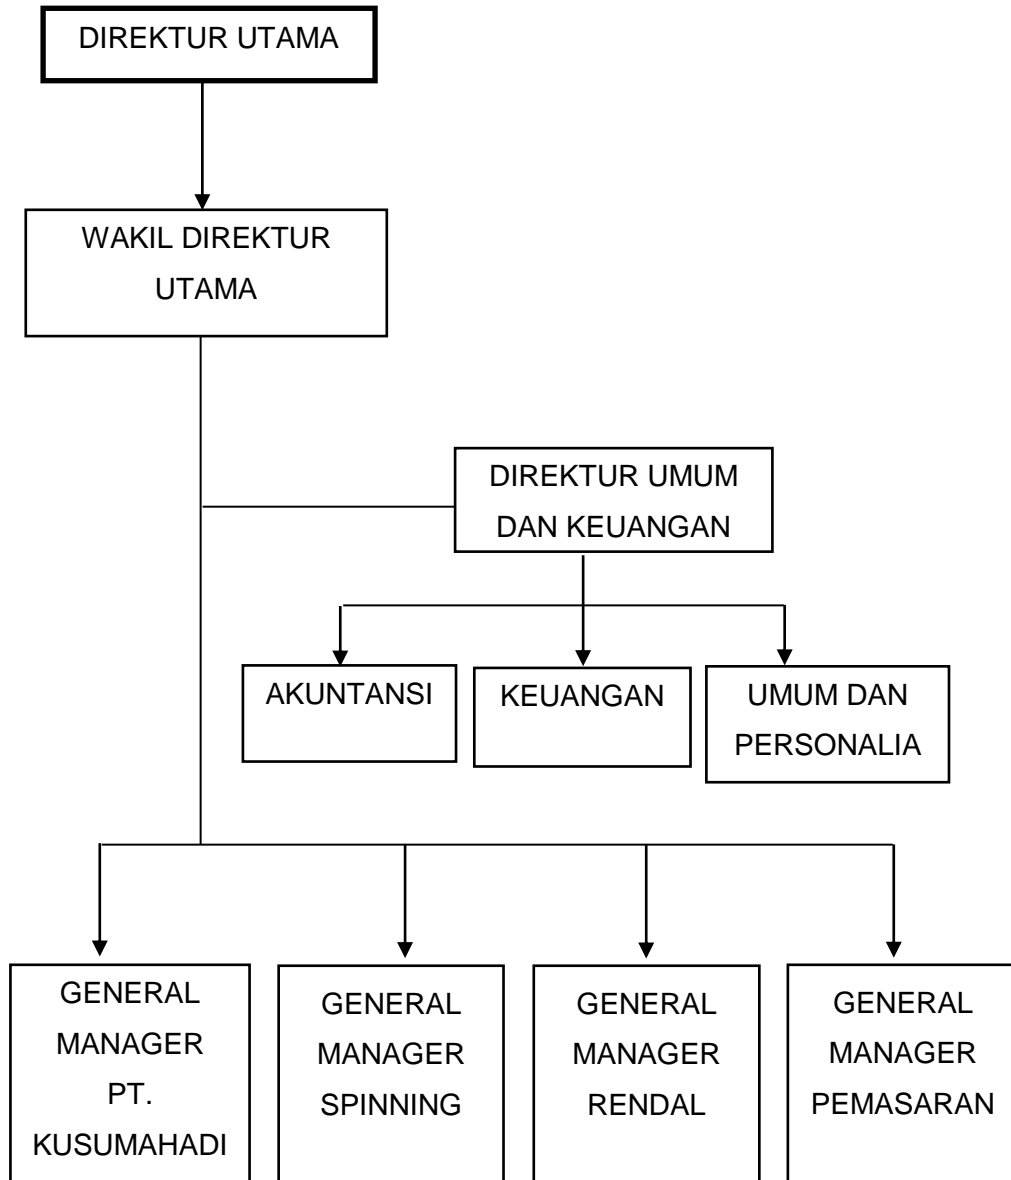 DIREKTUR UTAMA
WAKIL DIREKTUR
UTAMA
DIREKTUR UMUM
DAN KEUANGAN
AKUNTANSI
KEUANGAN
UMUM DAN
PERSONALIA
GENERAL
MANAGER
PT.
KUSUMAHADI
GENERAL
MANAGER
SPINNING
GENERAL
MANAGER
RENDAL
GENERAL
MANAGER
PEMASARAN